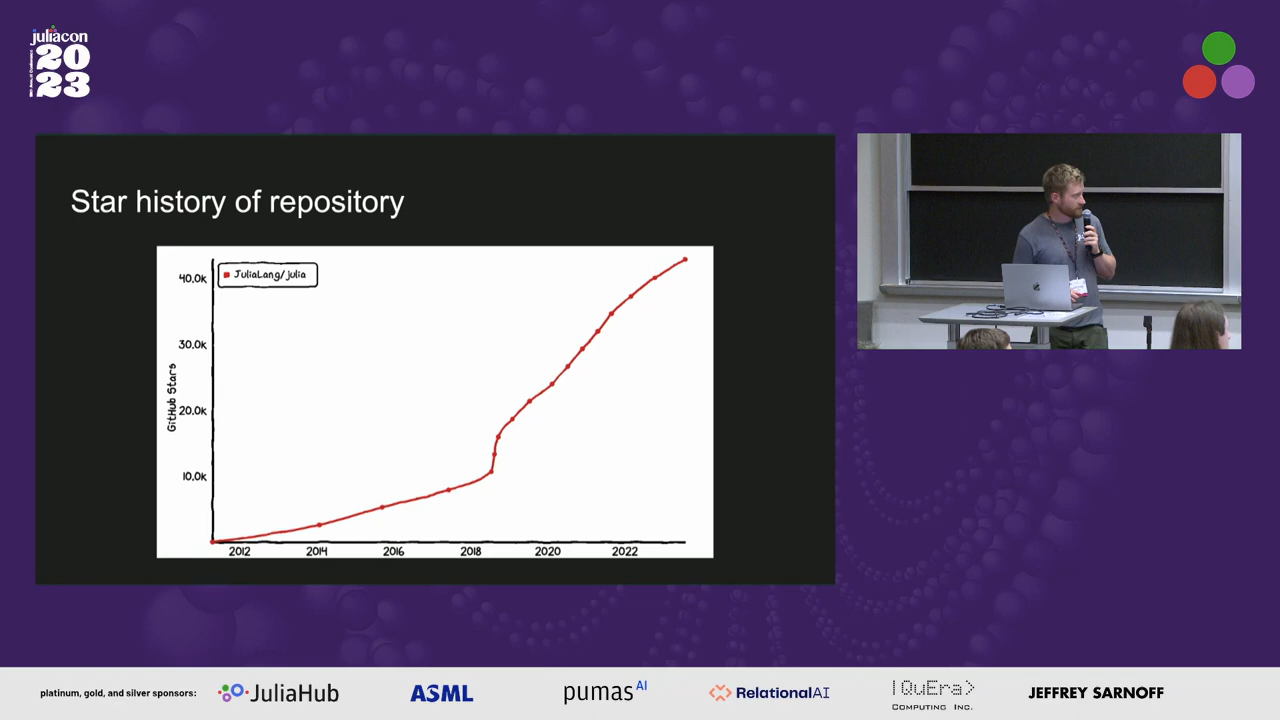 juliacon
20
23
Star history of repository
JuliaLang/julia
GitHub Stars
40.0k
30.0k
20.0k
10.0k
2012 2014 2016 2018 2020 2022
platinum, gold, and silver sponsors:
JuliaHub
ASML
pumas AI
RelationalAI
|QuEra>
COMPUTING INC.
JEFFREY SARNOFF